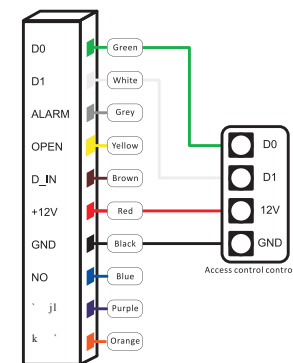 D0 Green
D1 White
ALARM Grey
OPEN Yellow
D_IN Brown
+12V Red
GND Black
NO Blue
` jl Purple
k ` Orange
D0
D1
12V
GND
Access control contro